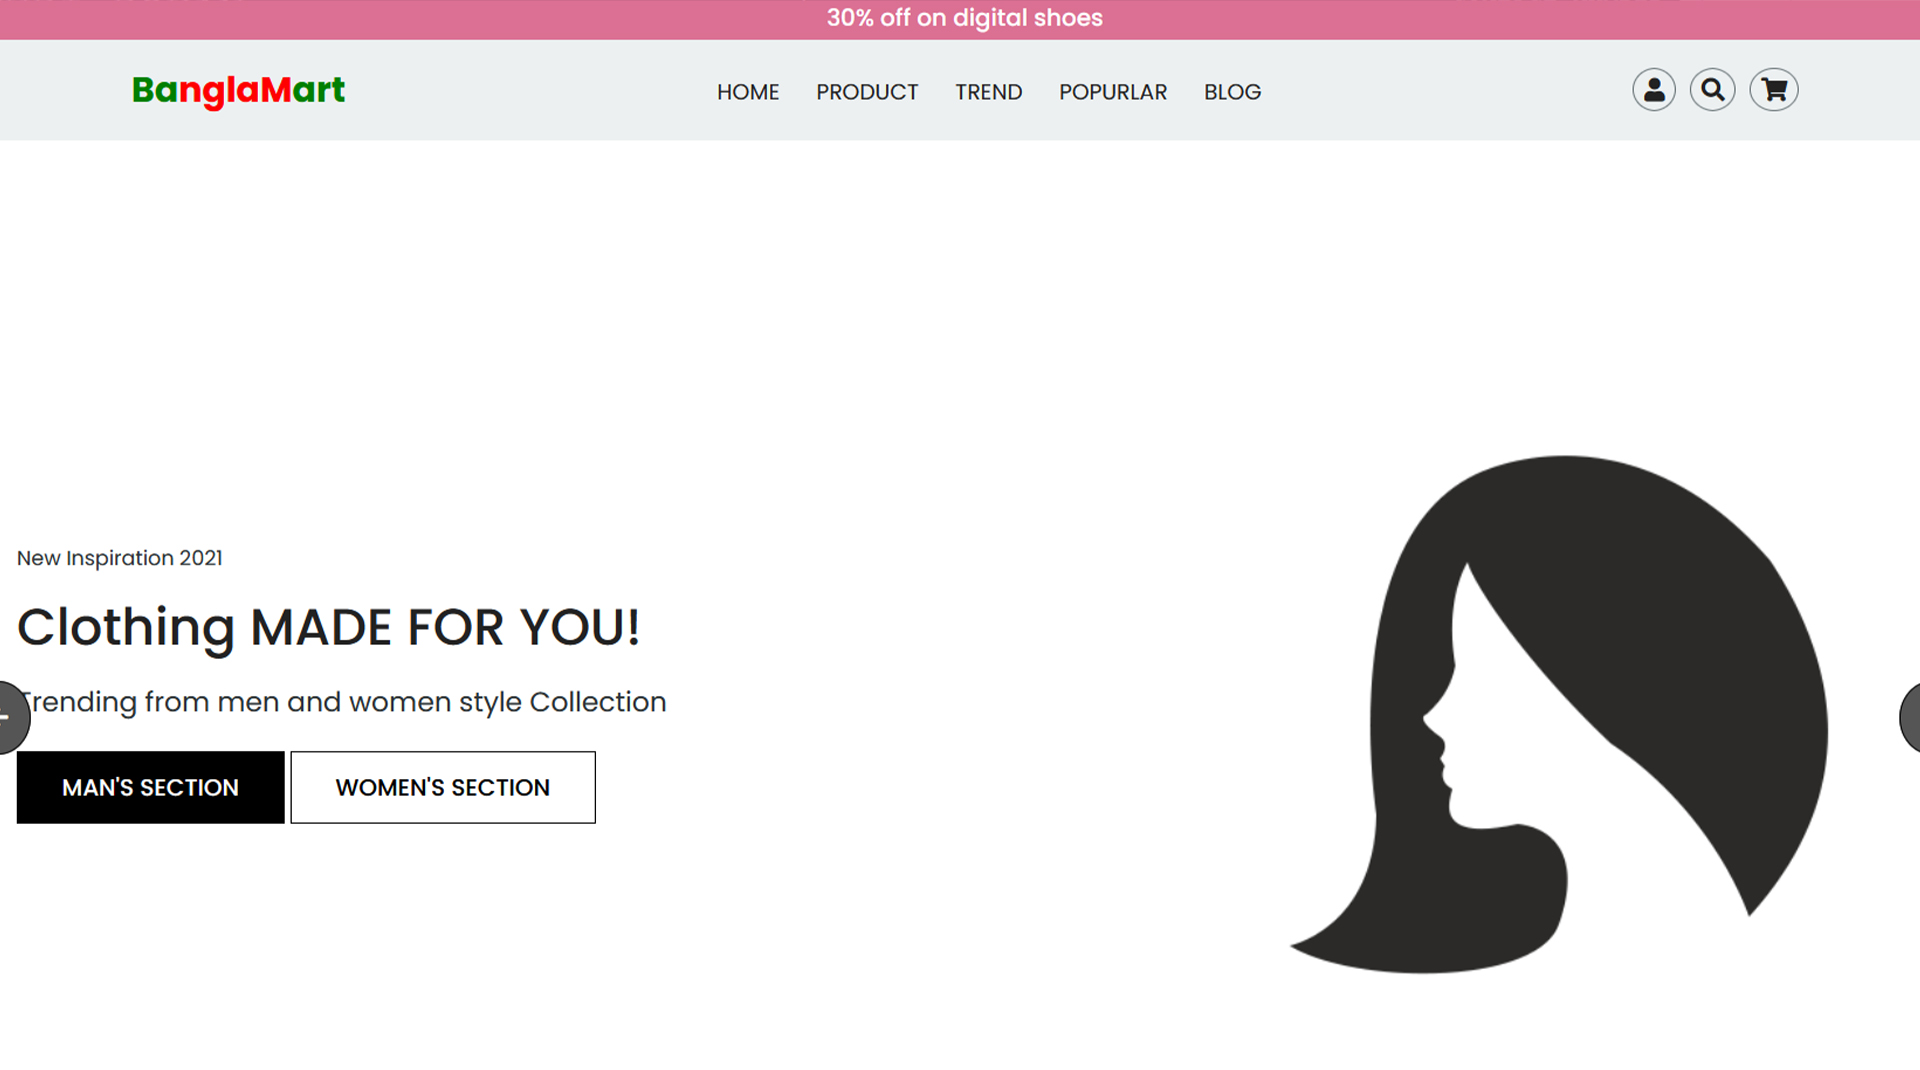 30% off on digital shoes
BanglaMart
HOME PRODUCT TREND POPURLAR BLOG
New Inspiration 2021
Clothing MADE FOR YOU!
Trending from men and women style Collection
MAN'S SECTION WOMEN'S SECTION